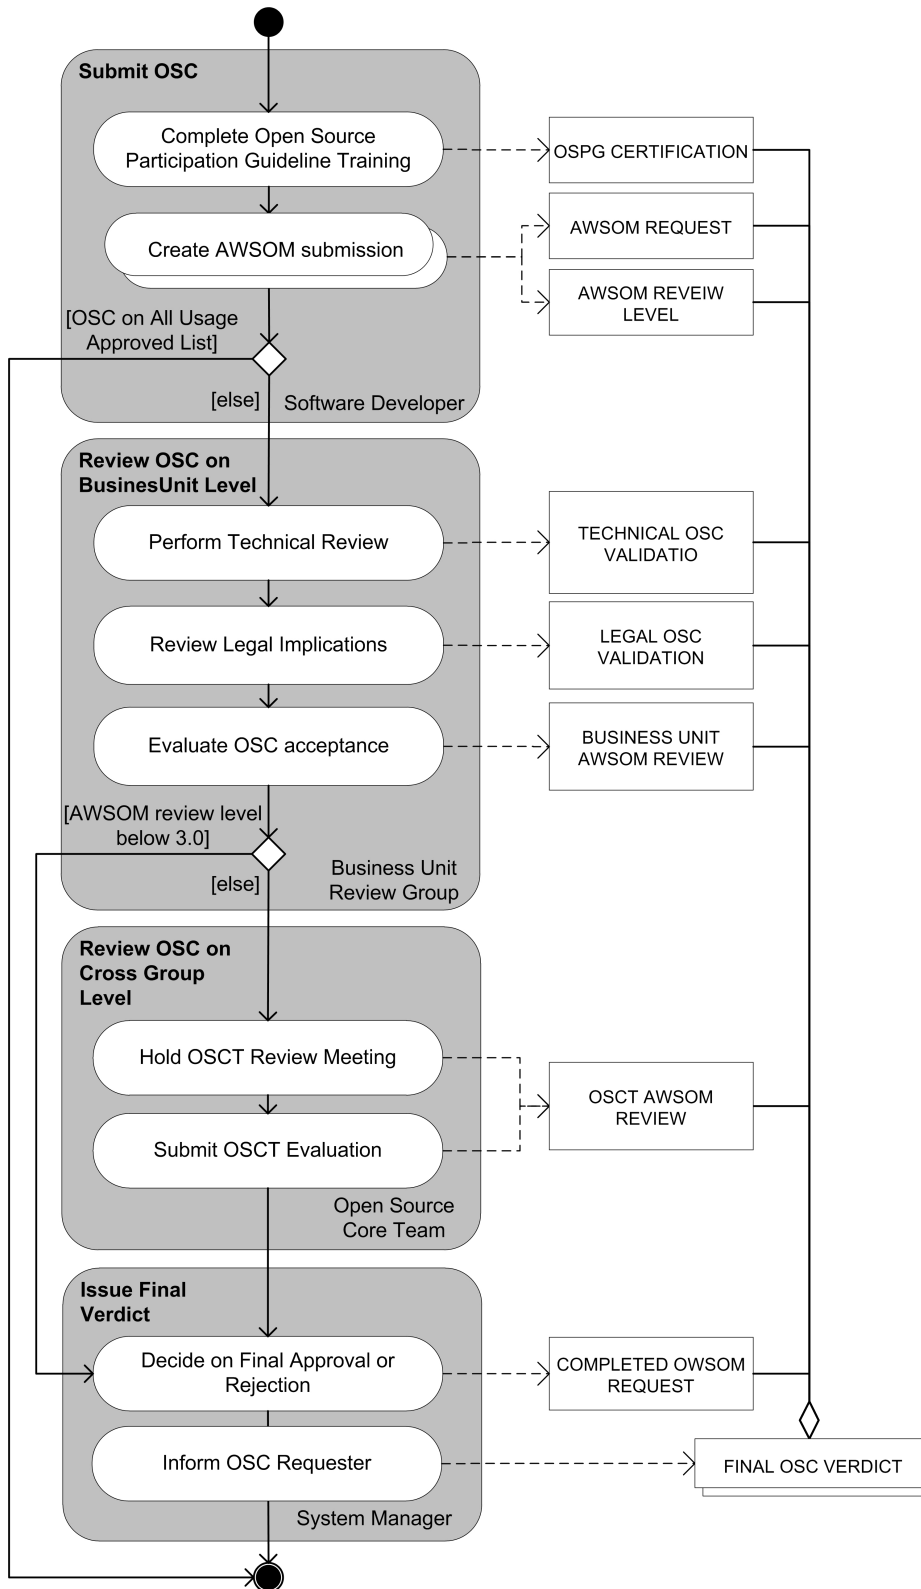 Submit OSC
Complete Open Source
Participation Guideline Training
OSPG CERTIFICATION
Create AWSOM submission
AWSOM REQUEST
AWSOM REVEIW
LEVEL
[OSC on All Usage
Approved List]
[else]
Software Developer
Review OSC on
BusinesUnit Level
Perform Technical Review
TECHNICAL OSC
VALIDATIO
Review Legal Implications
LEGAL OSC
VALIDATION
Evaluate OSC acceptance
BUSINESS UNIT
AWSOM REVIEW
[AWSOM review level
below 3.0]
[else]
Business Unit
Review Group
Review OSC on
Cross Group
Level
Hold OSCT Review Meeting
OSCT AWSOM
REVIEW
Submit OSCT Evaluation
Open Source
Core Team
Issue Final
Verdict
Decide on Final Approval or
Rejection
COMPLETED OWSOM
REQUEST
Inform OSC Requester
FINAL OSC VERDICT
System Manager